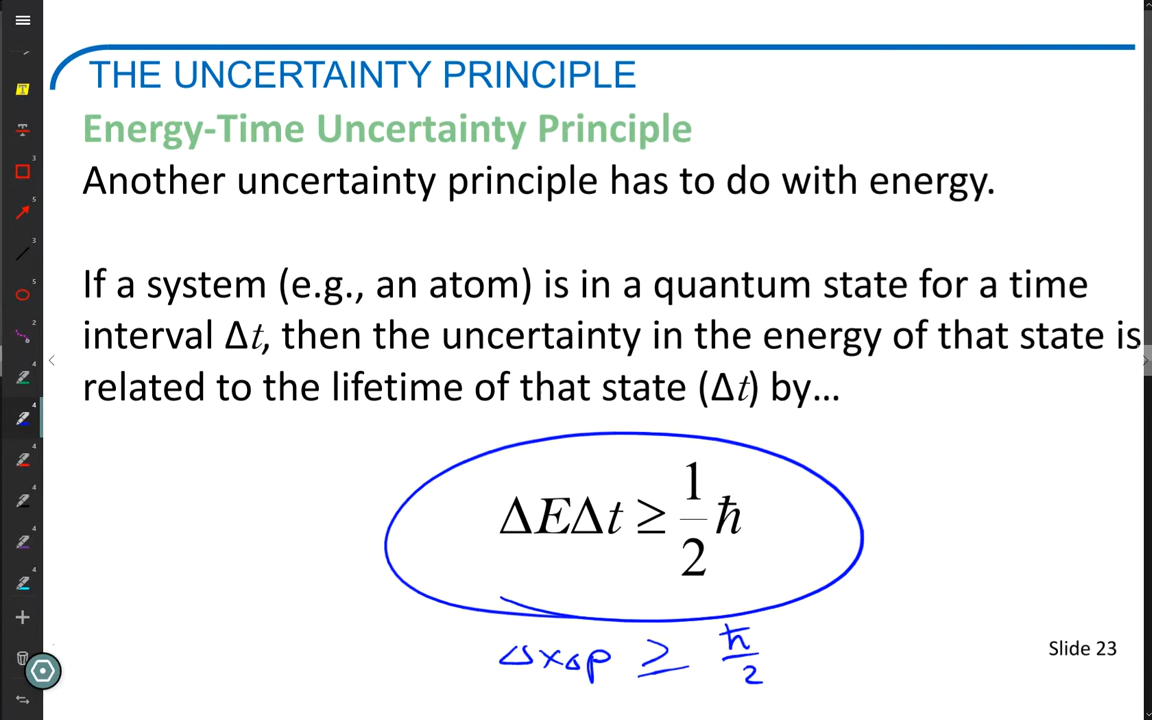 THE UNCERTAINTY PRINCIPLE
Energy-Time Uncertainty Principle
Another uncertainty principle has to do with energy.
If a system (e.g., an atom) is in a quantum state for a time
interval Δt, then the uncertainty in the energy of that state is
related to the lifetime of that state (Δt) by…
ΔEΔt ≥ 1/2 ħ
ΔxΔp ≥ ħ/2
Slide 23